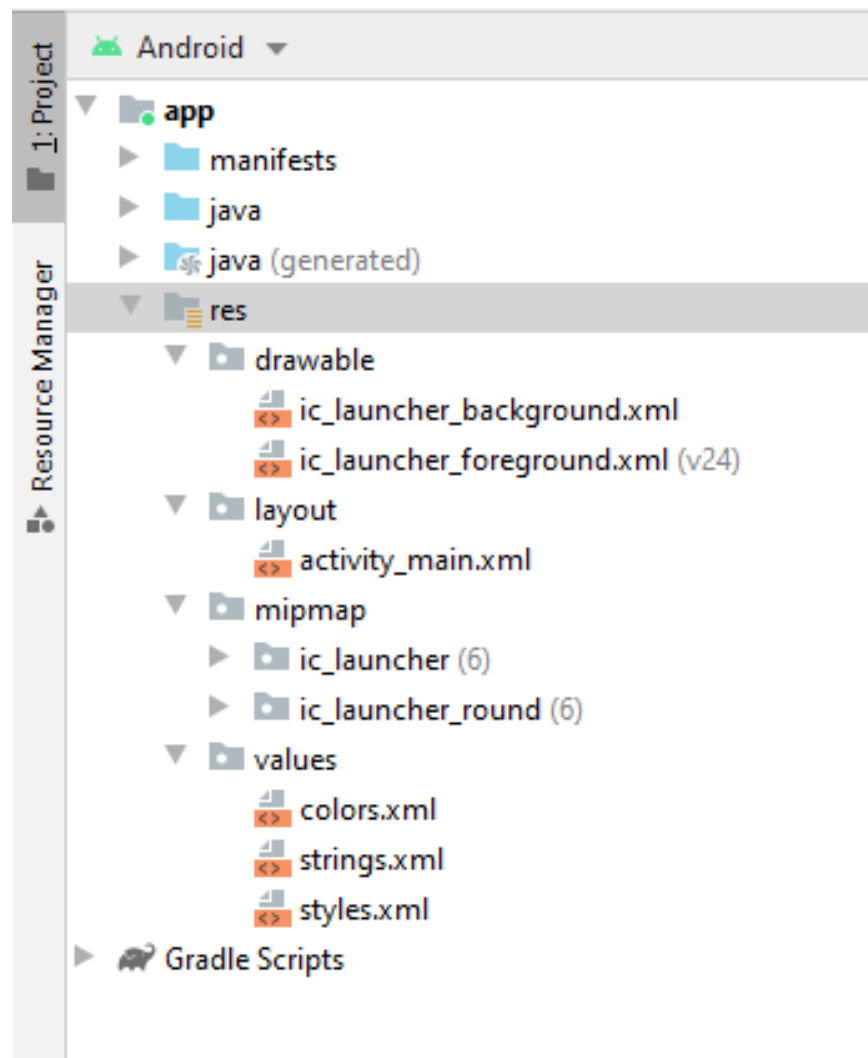 1: Project
Resource Manager
Android
app
manifests
java
java (generated)
res
drawable
ic_launcher_background.xml
ic_launcher_foreground.xml (v24)
layout
activity_main.xml
mipmap
ic_launcher (6)
ic_launcher_round (6)
values
colors.xml
strings.xml
styles.xml
Gradle Scripts